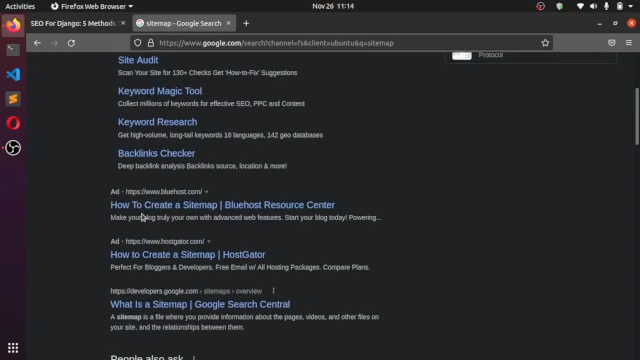 Activities
Firefox Web Browser
Nov 26 11:14
SEO For Django: 5 Methods
sitemap - Google Search
https://www.google.com/search?channel=fs&client=ubuntu&q=sitemap
Site Audit
Scan Your Site for 130+ Checks Get 'How-to-Fix' Suggestions
Protocol
Keyword Magic Tool
Collect millions of keywords for effective SEO, PPC and Content
Keyword Research
Get high-volume, long-tail keywords 16 languages, 142 geo databases
Backlinks Checker
Deep backlink analysis Backlinks source, location & more!
Ad · https://www.bluehost.com/
How To Create a Sitemap | Bluehost Resource Center
Make your blog truly your own with advanced web features. Start your blog today! Powering...
Ad · https://www.hostgator.com/
How to Create a Sitemap | HostGator
Perfect For Bloggers & Developers. Free Email w/ All Hosting Packages. Compare Plans.
https://developers.google.com › sitemaps › overview
What Is a Sitemap | Google Search Central
A sitemap is a file where you provide information about the pages, videos, and other files on
your site, and the relationships between them.
People also ask